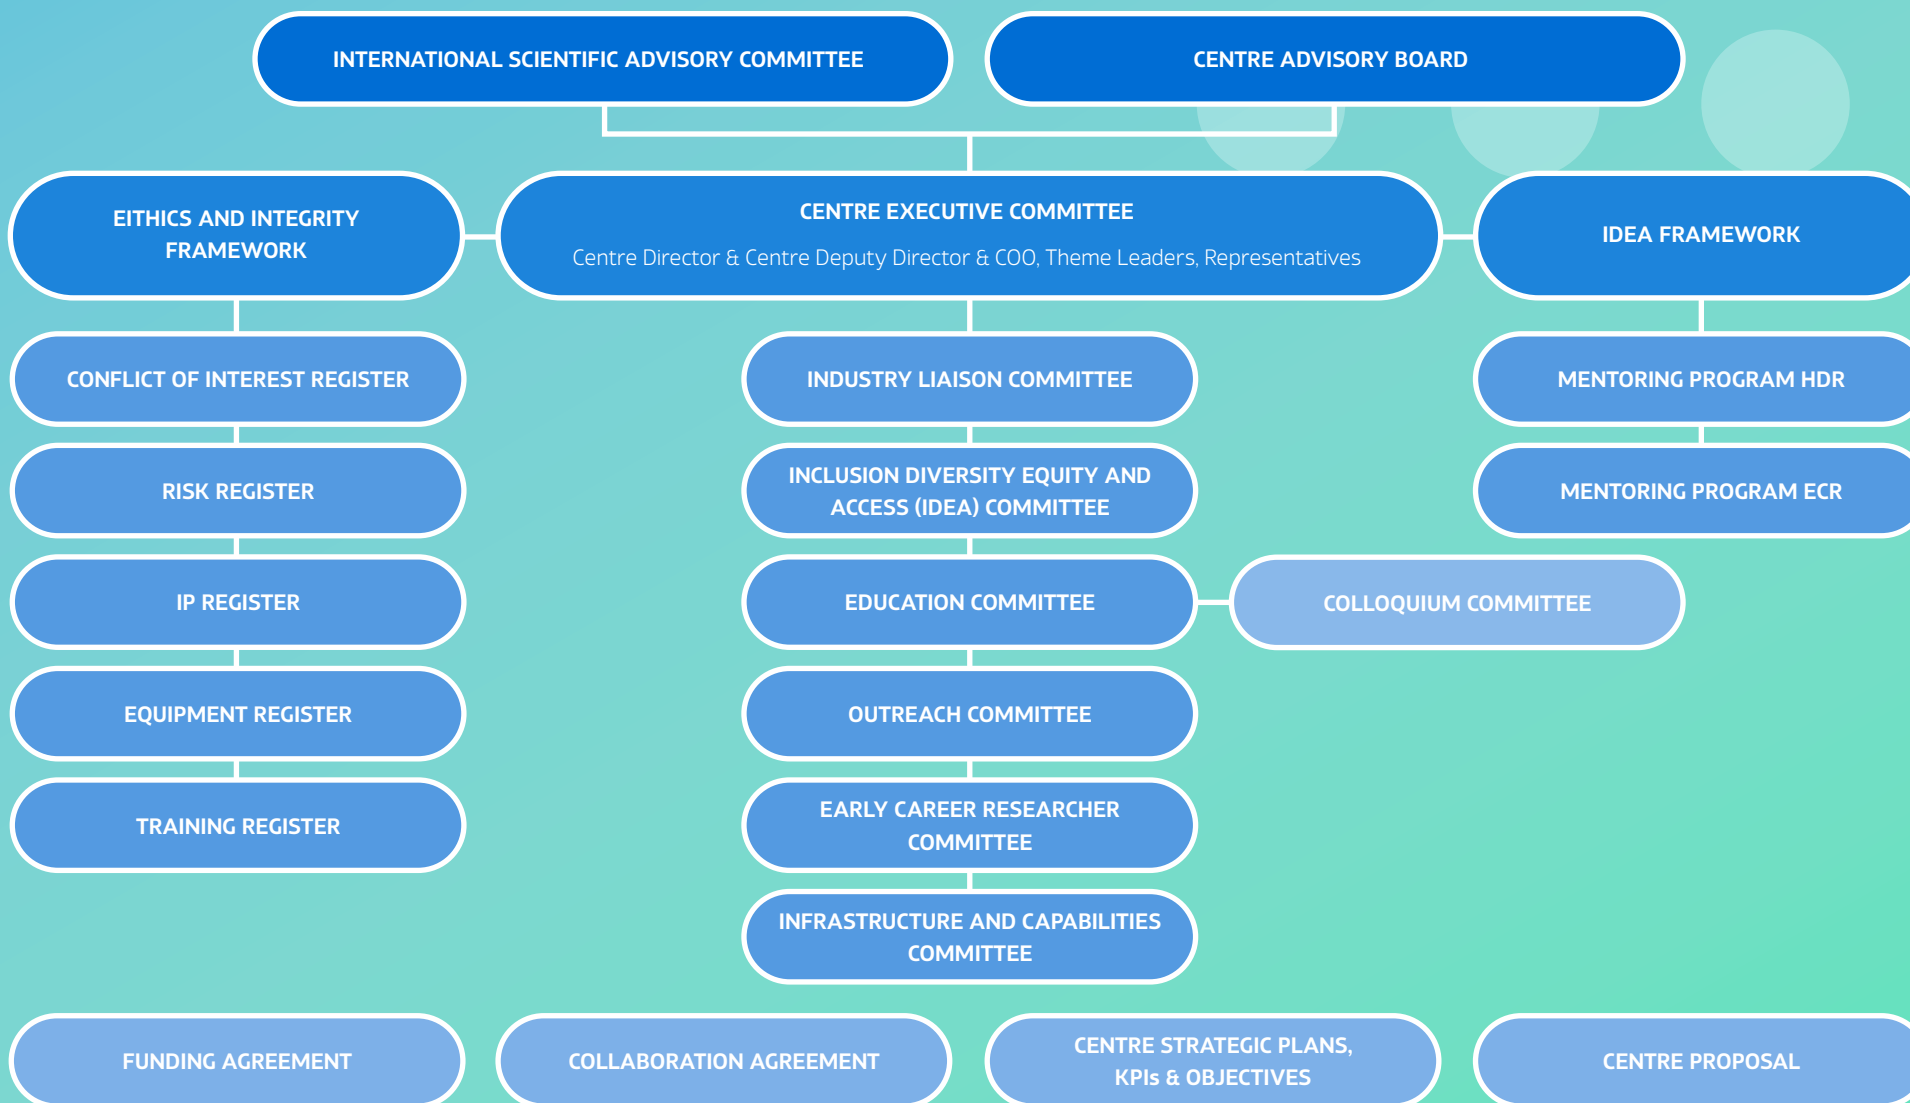 INTERNATIONAL SCIENTIFIC ADVISORY COMMITTEE
CENTRE ADVISORY BOARD
EITHICS AND INTEGRITY
FRAMEWORK
CENTRE EXECUTIVE COMMITTEE
Centre Director & Centre Deputy Director & COO, Theme Leaders, Representatives
IDEA FRAMEWORK
CONFLICT OF INTEREST REGISTER
RISK REGISTER
IP REGISTER
EQUIPMENT REGISTER
TRAINING REGISTER
INDUSTRY LIAISON COMMITTEE
INCLUSION DIVERSITY EQUITY AND
ACCESS (IDEA) COMMITTEE
EDUCATION COMMITTEE
COLLOQUIUM COMMITTEE
OUTREACH COMMITTEE
EARLY CAREER RESEARCHER
COMMITTEE
INFRASTRUCTURE AND CAPABILITIES
COMMITTEE
MENTORING PROGRAM HDR
MENTORING PROGRAM ECR
FUNDING AGREEMENT
COLLABORATION AGREEMENT
CENTRE STRATEGIC PLANS,
KPIs & OBJECTIVES
CENTRE PROPOSAL